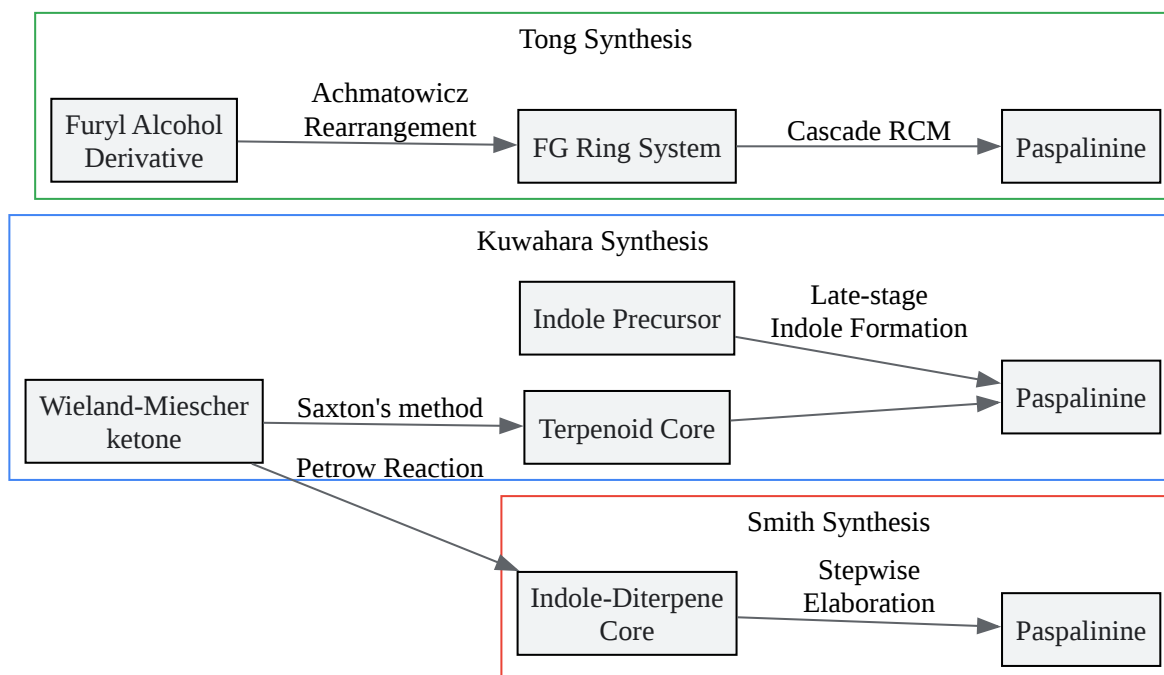 Tong Synthesis
Furyl Alcohol
Derivative
Achmatowicz
Rearrangement
FG Ring System
Cascade RCM
Paspalinine
Kuwahara Synthesis
Indole Precursor
Late-stage
Indole Formation
Wieland-Miescher
ketone
Saxton's method
Terpenoid Core
Paspalinine
Petrow Reaction
Smith Synthesis
Indole-Diterpene
Core
Stepwise
Elaboration
Paspalinine